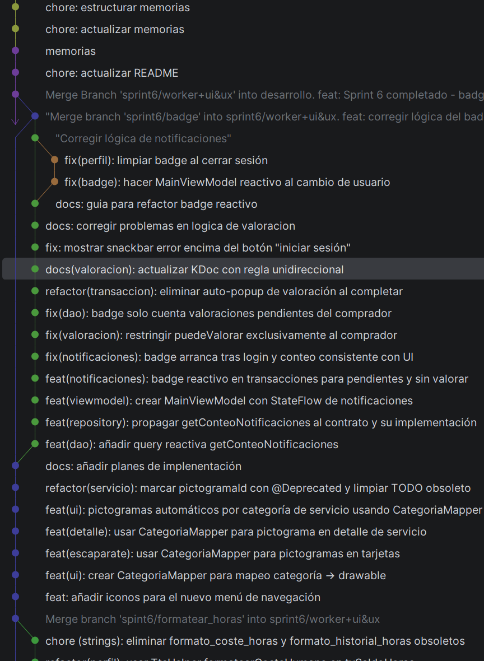 chore: estructurar memorias
chore: actualizar memorias
memorias
chore: actualizar README
Merge Branch 'sprint6/worker+ui&ux' into desarrollo. feat: Sprint 6 completado - badg
"Merge branch 'sprint6/badge' into sprint6/worker+ui&ux. feat: corregir lógica del bad
"Corregir lógica de notificaciones"
fix(perfil): limpiar badge al cerrar sesión
fix(badge): hacer MainViewModel reactivo al cambio de usuario
docs: guia para refactor badge reactivo
docs: corregir problemas en logica de valoracion
fix: mostrar snackbar error encima del botón "iniciar sesión"
docs(valoracion): actualizar KDoc con regla unidireccional
refactor(transaccion): eliminar auto-popup de valoración al completar
fix(dao): badge solo cuenta valoraciones pendientes del comprador
fix(valoracion): restringir puedeValorar exclusivamente al comprador
fix(notificaciones): badge arranca tras login y conteo consistente con UI
feat(notificaciones): badge reactivo en transacciones para pendientes y sin valorar
feat(viewmodel): crear MainViewModel con StateFlow de notificaciones
feat(repository): propagar getConteoNotificaciones al contrato y su implementación
feat(dao): añadir query reactiva getConteoNotificaciones
docs: añadir planes de implenentación
refactor(servicio): marcar pictogramaId con @Deprecated y limpiar TODO obsoleto
feat(ui): pictogramas automáticos por categoría de servicio usando CategoriaMapper
feat(detalle): usar CategoriaMapper para pictograma en detalle de servicio
feat(escaparate): usar CategoriaMapper para pictogramas en tarjetas
feat(ui): crear CategoriaMapper para mapeo categoría → drawable
feat: añadir iconos para el nuevo menú de navegación
Merge branch 'spint6/formatear_horas' into sprint6/worker+ui&ux
chore (strings): eliminar formato_coste_horas y formato_historial_horas obsoletos